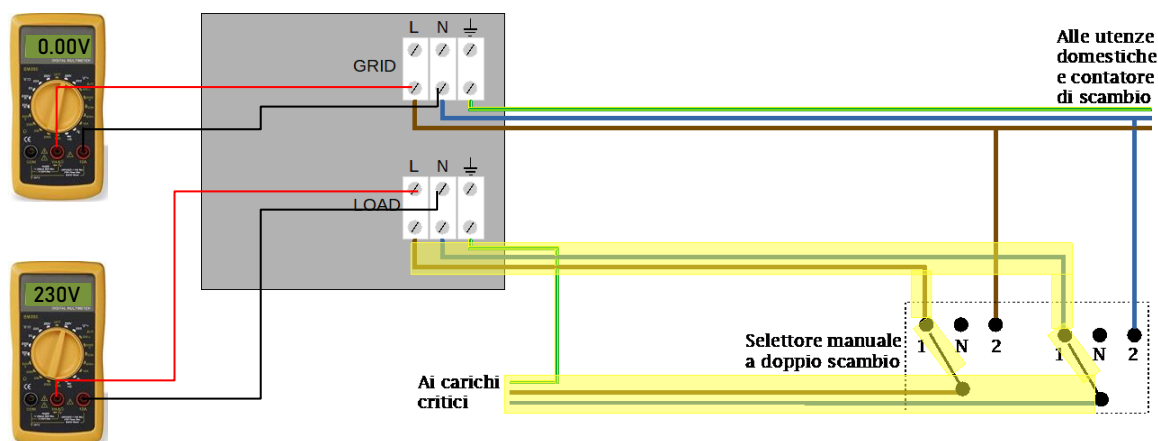 L N
0.00V
GRID
Alle utenze
domestiche
e contatore
di scambio
L N
LOAD
230V
Selettore manuale
a doppio scambio
1 N 2
1 N 2
Ai carichi
critici